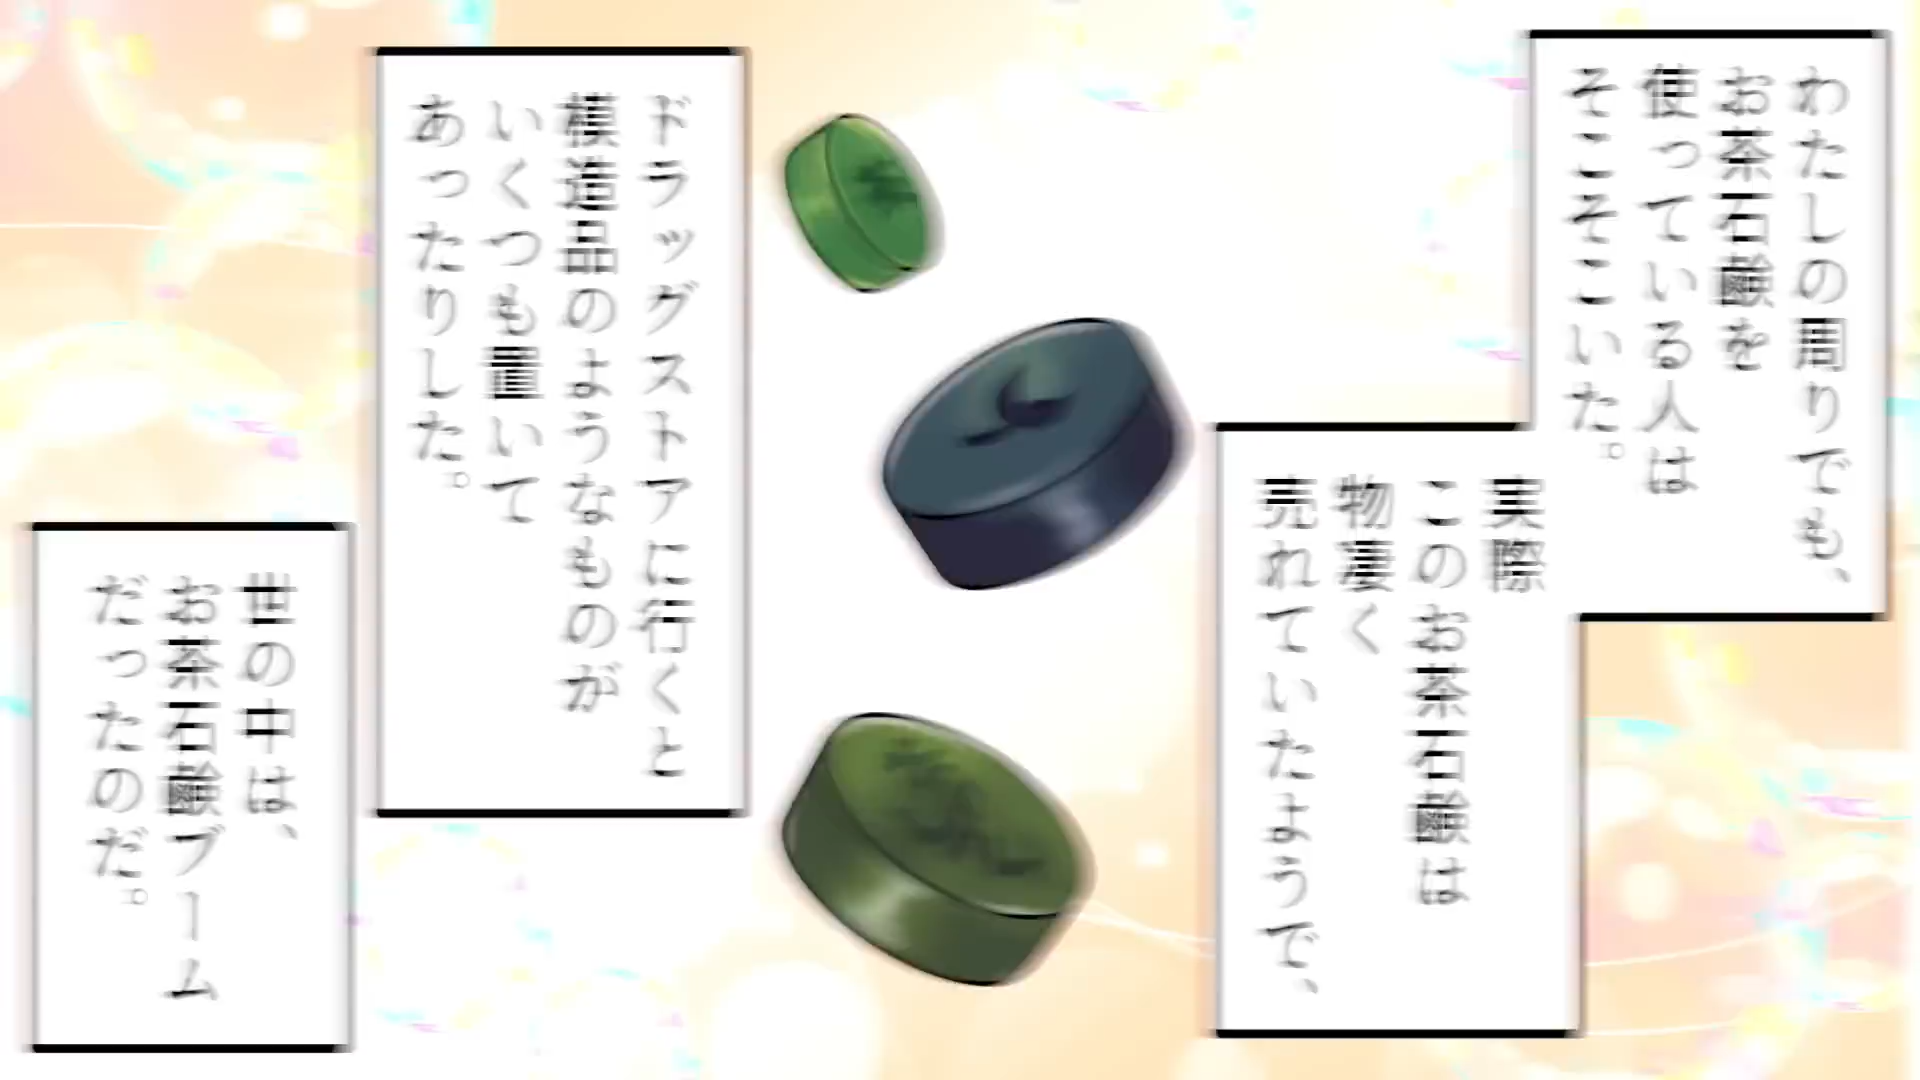 わたしの周りでも、
お茶石鹸を
使っている人は
そこそこいた。
実際
このお茶石鹸は
物凄く
売れていたようで、
ドラッグストアに行くと
模造品のようなものが
いくつも置いて
あったりした。
世の中は、
お茶石鹸ブーム
だったのだ。